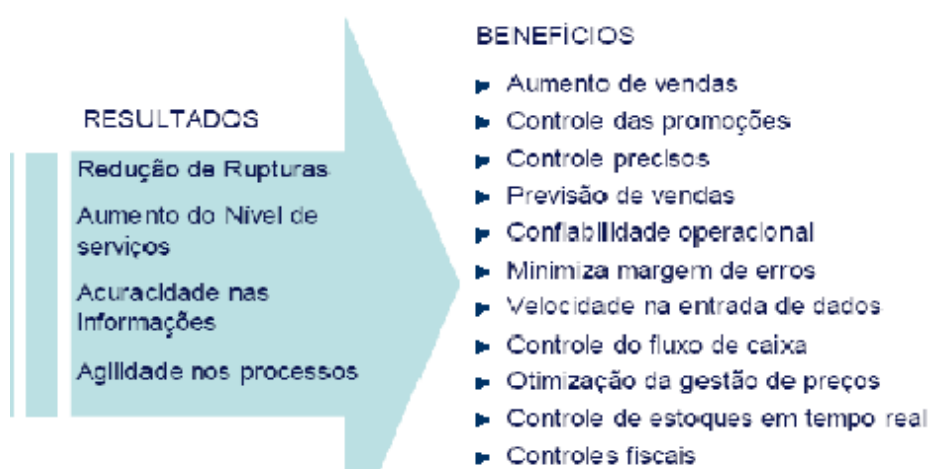 RESULTADOS
Redução de Rupturas
Aumento do Nível de
serviços
Acuracidade nas
Informações
Agilidade nos processos
BENEFÍCIOS
Aumento de vendas
Controle das promoções
Controle precisos
Previsão de vendas
Confiabilidade operacional
Minimiza margem de erros
Velocidade na entrada de dados
Controle do fluxo de caixa
Otimização da gestão de preços
Controle de estoques em tempo real
Controles fiscais